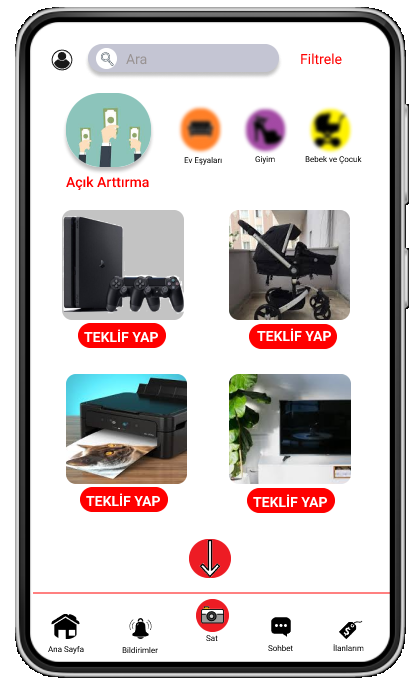 Ara
Filtrele
Ev Eşyaları
Giyim
Bebek ve Çocuk
Açık Arttırma
TEKLİF YAP
TEKLİF YAP
TEKLİF YAP
TEKLİF YAP
Ana Sayfa
Bildirimler
Sat
Sohbet
İlanlarım